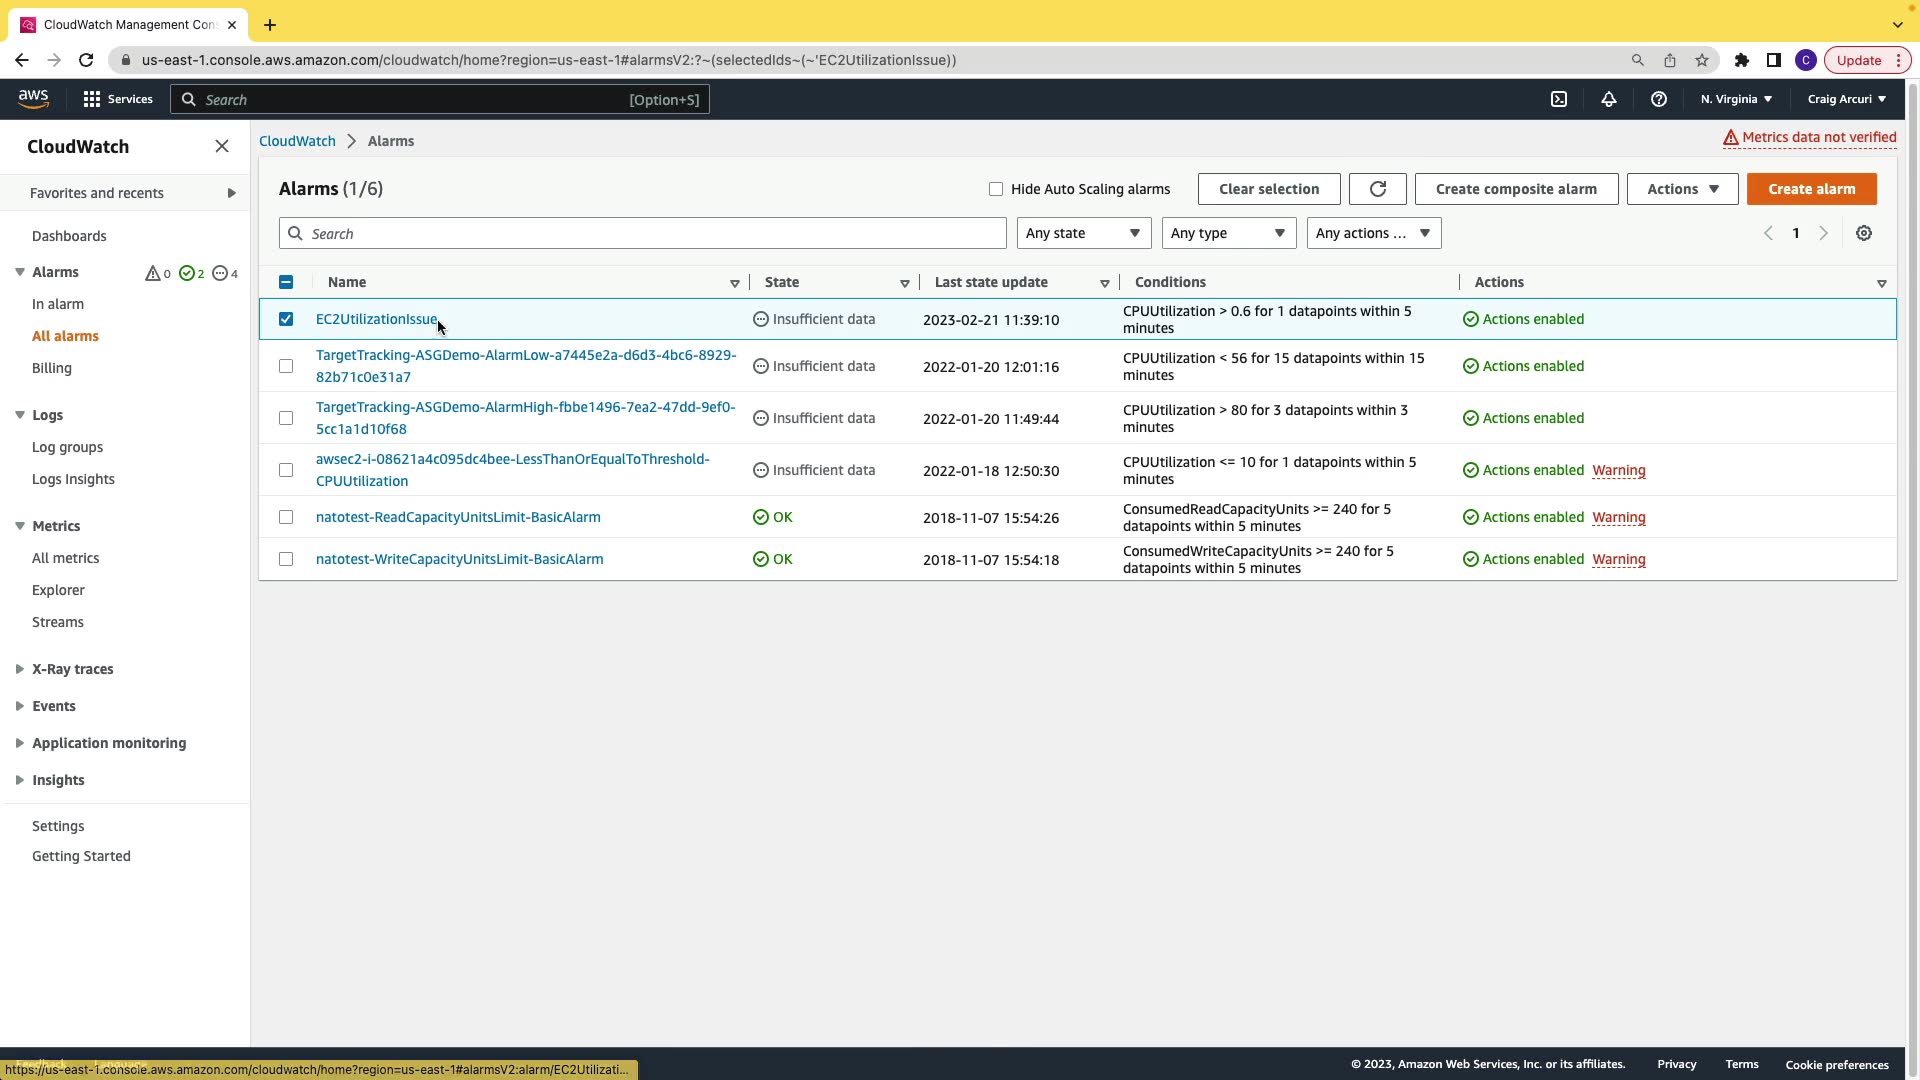 CloudWatch Management Con
us-east-1.console.aws.amazon.com/cloudwatch/home?region=us-east-1#alarmsV2:?~(selectedIds~(~'EC2UtilizationIssue))
C
Update
aws
Services
Search
[Option+S]
N. Virginia
Craig Arcuri
CloudWatch
Favorites and recents
Dashboards
Alarms 0 2 4
In alarm
All alarms
Billing
Logs
Log groups
Logs Insights
Metrics
All metrics
Explorer
Streams
X-Ray traces
Events
Application monitoring
Insights
Settings
Getting Started
CloudWatch > Alarms
Metrics data not verified
Alarms (1/6)
Hide Auto Scaling alarms
Clear selection
Create composite alarm
Actions
Create alarm
Search
Any state
Any type
Any actions ...
1
Name State Last state update Conditions Actions
EC2UtilizationIssue
Insufficient data
2023-02-21 11:39:10
CPUUtilization > 0.6 for 1 datapoints within 5
minutes
Actions enabled
TargetTracking-ASGDemo-AlarmLow-a7445e2a-d6d3-4bc6-8929-
82b71c0e31a7
Insufficient data
2022-01-20 12:01:16
CPUUtilization < 56 for 15 datapoints within 15
minutes
Actions enabled
TargetTracking-ASGDemo-AlarmHigh-fbbe1496-7ea2-47dd-9ef0-
5cc1a1d10f68
Insufficient data
2022-01-20 11:49:44
CPUUtilization > 80 for 3 datapoints within 3
minutes
Actions enabled
awsec2-i-08621a4c095dc4bee-LessThanOrEqualToThreshold-
CPUUtilization
Insufficient data
2022-01-18 12:50:30
CPUUtilization <= 10 for 1 datapoints within 5
minutes
Actions enabled Warning
natotest-ReadCapacityUnitsLimit-BasicAlarm
OK
2018-11-07 15:54:26
ConsumedReadCapacityUnits >= 240 for 5
datapoints within 5 minutes
Actions enabled Warning
natotest-WriteCapacityUnitsLimit-BasicAlarm
OK
2018-11-07 15:54:18
ConsumedWriteCapacityUnits >= 240 for 5
datapoints within 5 minutes
Actions enabled Warning
Feedback Language
https://us-east-1.console.aws.amazon.com/cloudwatch/home?region=us-east-1#alarmsV2:alarm/EC2Utilizati...
© 2023, Amazon Web Services, Inc. or its affiliates.
Privacy
Terms
Cookie preferences